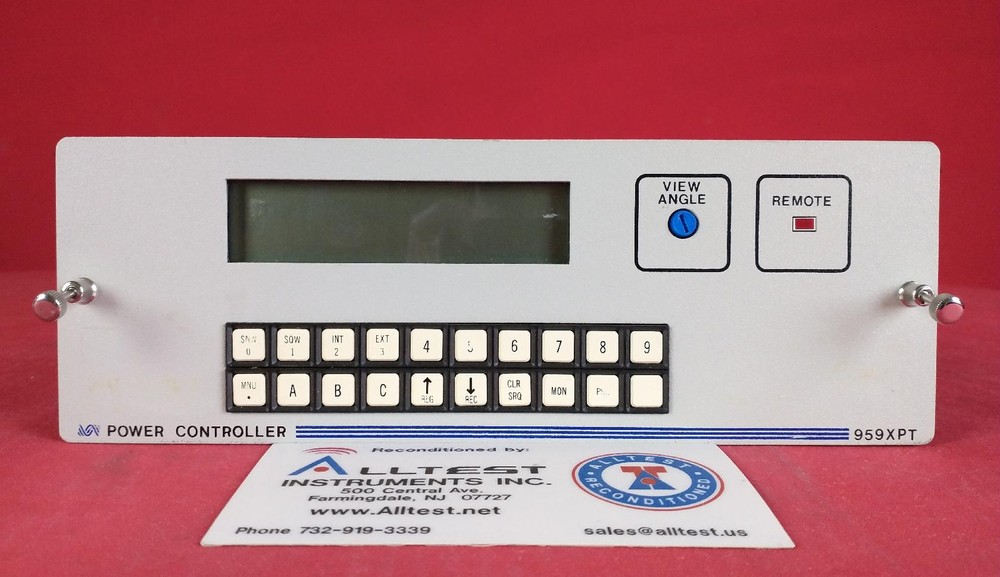 VIEW
ANGLE
REMOTE
SQW INT EXT 4 5 6 7 8 9
0 1 2 3
MNU A B C ↑ ↓ CLR MON
. REG REC SRQ
POWER CONTROLLER
959XPT
Reconditioned by:
ALLTEST
INSTRUMENTS INC.
500 Central Ave.
Farmingdale, NJ 07727
www.Alltest.net
Phone 732-919-3339
sales@alltest.us
ALLTEST
RECONDITIONED